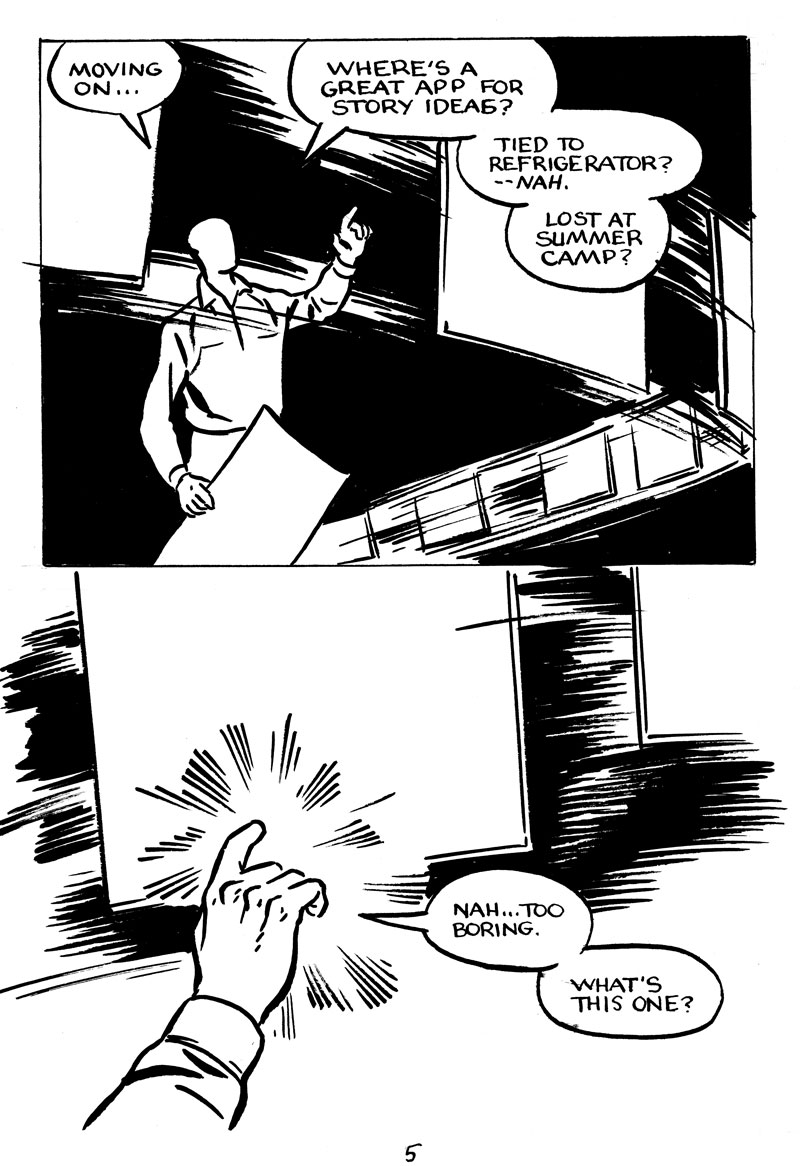 MOVING
ON...
WHERE'S A
GREAT APP FOR
STORY IDEAS?
TIED TO
REFRIGERATOR?
--NAH.
LOST AT
SUMMER
CAMP?
NAH...TOO
BORING.
WHAT'S
THIS ONE?
5